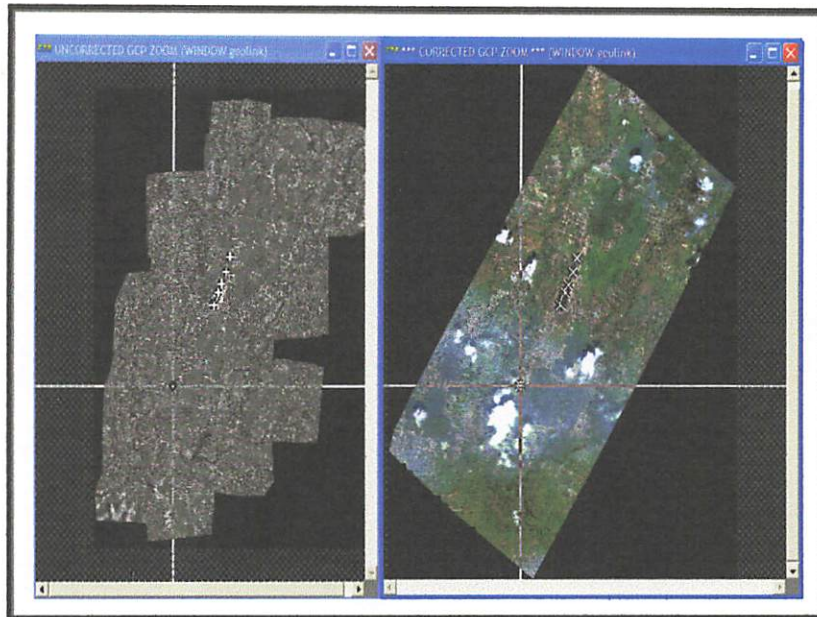 *** UNCORRECTED GCP ZOOM (WINDOW geolink)
*** *** CORRECTED GCP ZOOM *** (WINDOW geolink)